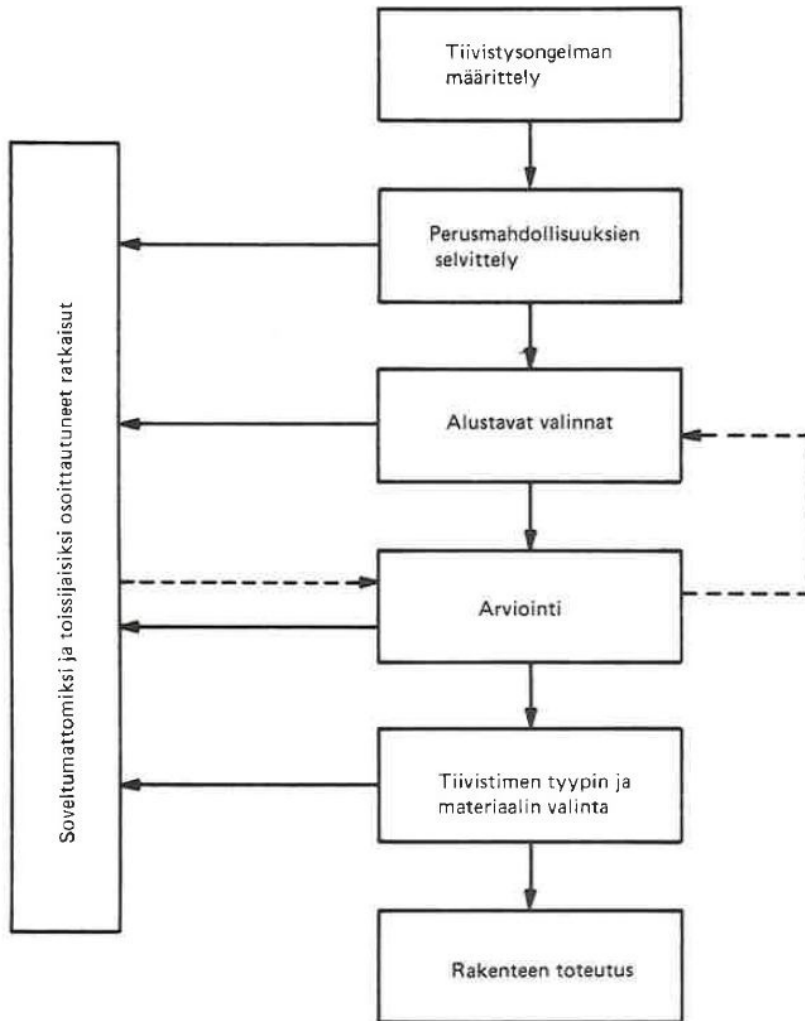 Tiivistysongelman
määrittely
Perusmahdollisuuksien
selvittely
Alustavat valinnat
Arviointi
Tiivistimen tyypin ja
materiaalin valinta
Rakenteen toteutus
Soveltumattomiksi ja toissijaisiksi osoittautuneet ratkaisut